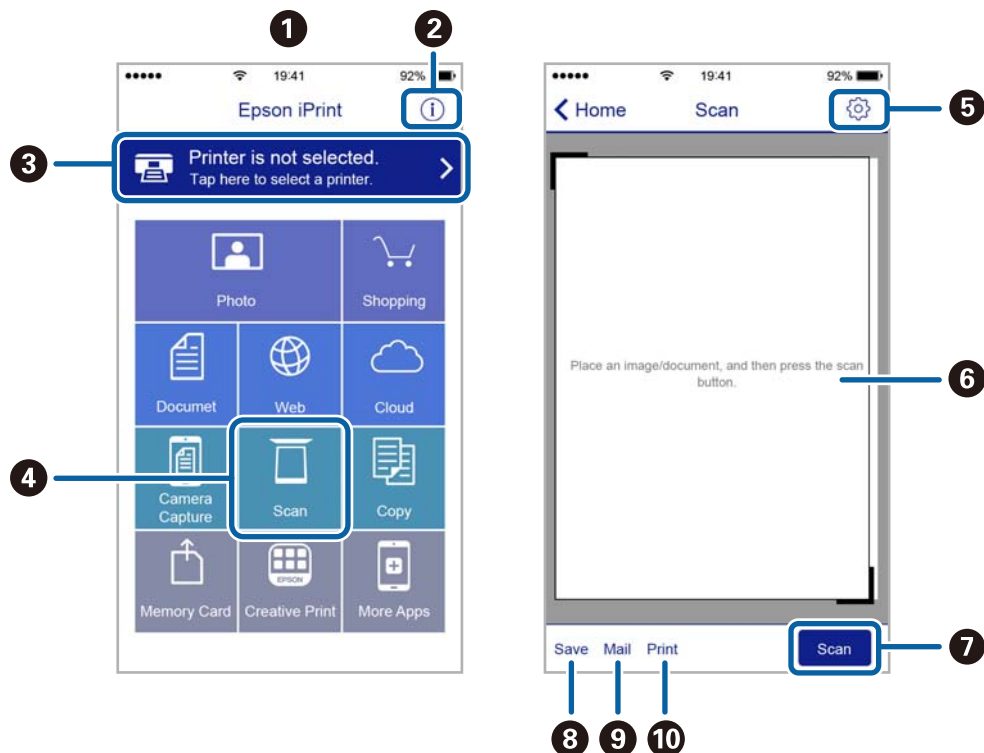 1
2
19:41
92%
Epson iPrint
i
3
Printer is not selected.
Tap here to select a printer.
Photo
Shopping
Documet
Web
Cloud
4
Camera
Capture
Scan
Copy
EPSON
Memory Card
Creative Print
More Apps
19:41
92%
Home
Scan
5
Place an image/document, and then press the scan
button.
6
Save
Mail
Print
Scan
7
8
9
10